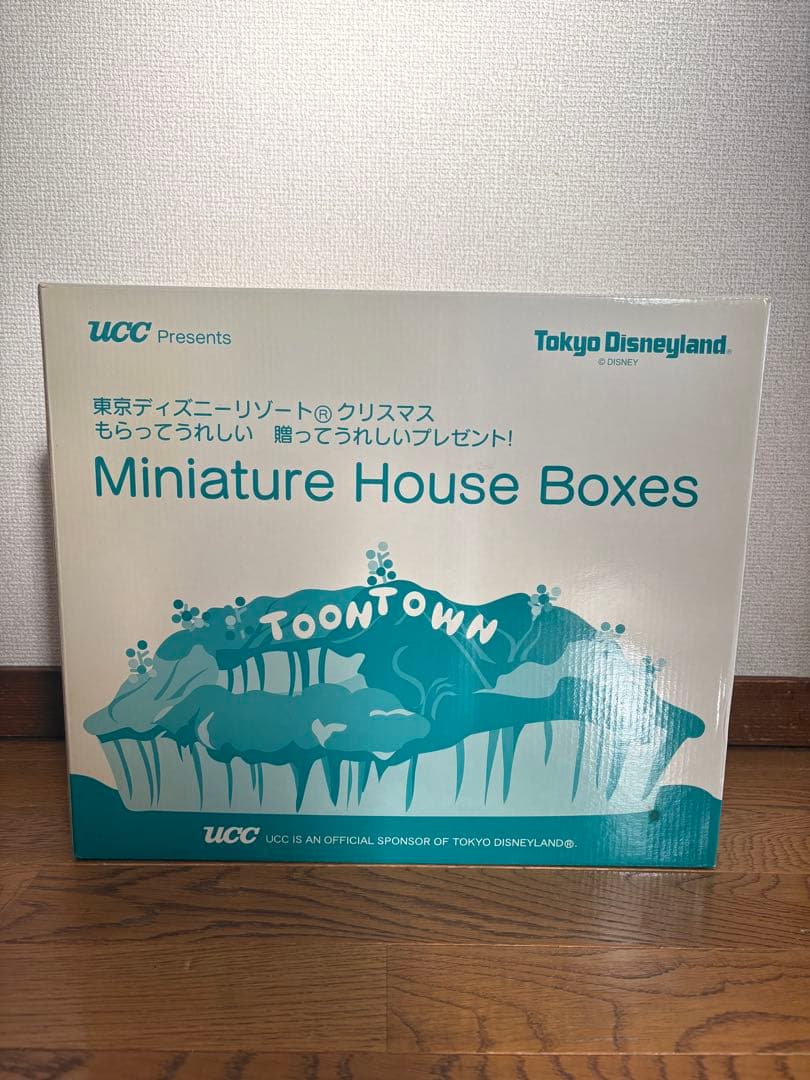 UCC Presents
Tokyo Disneyland®
© DISNEY
東京ディズニーリゾート®クリスマス
もらってうれしい 贈ってうれしいプレゼント!
Miniature House Boxes
TOONTOWN
UCC UCC IS AN OFFICIAL SPONSOR OF TOKYO DISNEYLAND®.